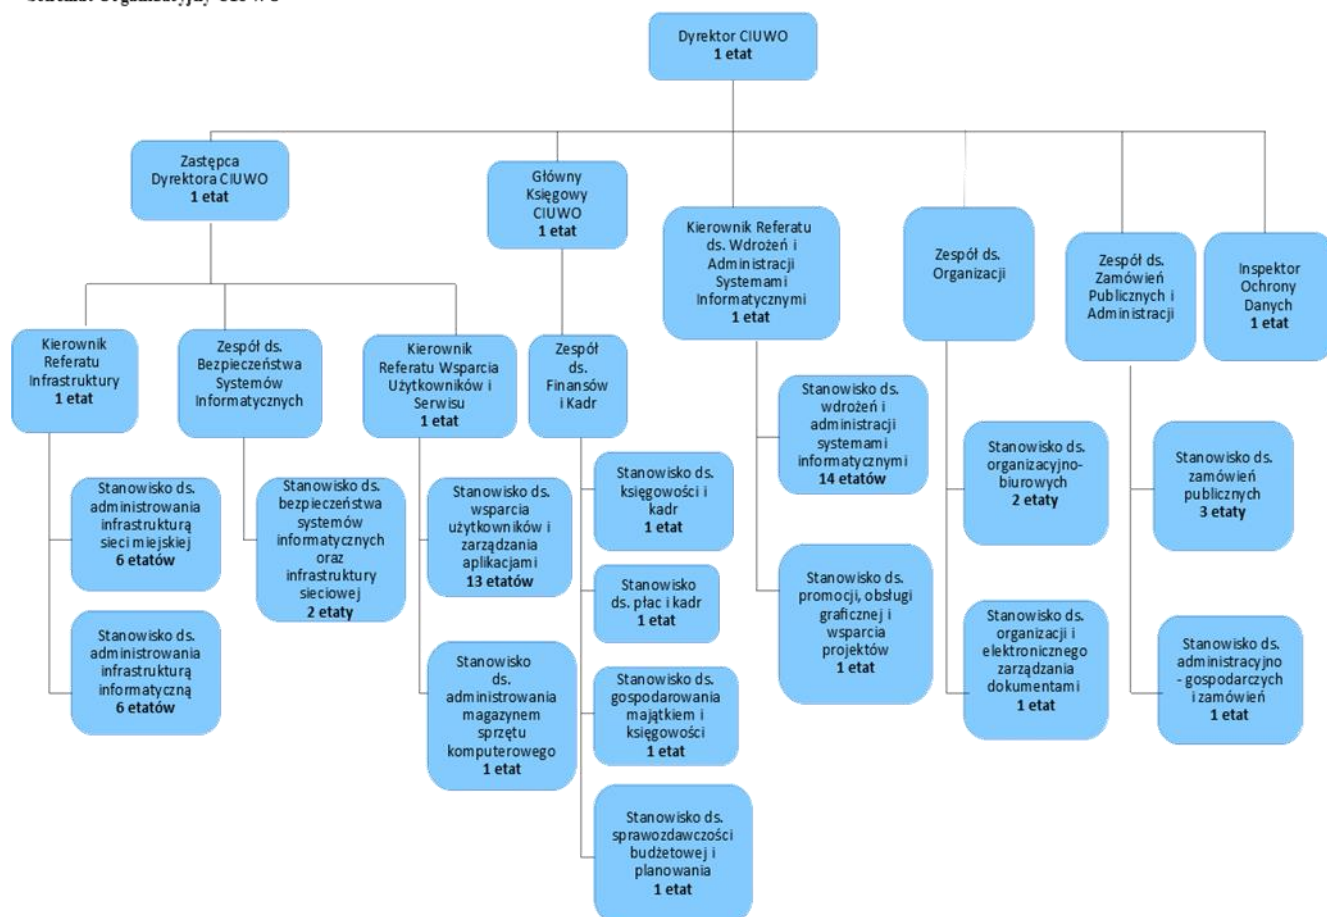 Dyrektor CIUWO
1 etat
Zastępca
Dyrektora CIUWO
1 etat
Główny
Księgowy
CIUWO
1 etat
Kierownik Referatu
ds. Wdrożeń i
Administracji
Systemami
Informatycznymi
1 etat
Zespół ds.
Organizacji
Zespół ds.
Zamówień
Publicznych i
Administracji
Inspektor
Ochrony
Danych
1 etat
Kierownik
Referatu
Infrastruktury
1 etat
Zespół ds.
Bezpieczeństwa
Systemów
Informatycznych
Kierownik
Referatu Wsparcia
Użytkowników i
Serwisu
1 etat
Zespół
ds.
Finansów
i Kadr
Stanowisko ds.
administrowania
infrastrukturą
sieci miejskiej
6 etatów
Stanowisko ds.
administrowania
infrastrukturą
informatyczną
6 etatów
Stanowisko ds.
bezpieczeństwa
systemów
informatycznych
oraz
infrastruktury
sieciowej
2 etaty
Stanowisko ds.
wsparcia
użytkowników i
zarządzania
aplikacjami
13 etatów
Stanowisko
ds.
administrowania
magazynem
sprzętu
komputerowego
1 etat
Stanowisko ds.
księgowości i
kadr
1 etat
Stanowisko
ds. płac i kadr
1 etat
Stanowisko ds.
gospodarowania
majątkiem i
księgowości
1 etat
Stanowisko ds.
sprawozdawczości
budżetowej i
planowania
1 etat
Stanowisko ds.
wdrożeń i
administracji
systemami
informatycznymi
14 etatów
Stanowisko ds.
promocji, obsługi
graficznej i
wsparcia
projektów
1 etat
Stanowisko ds.
organizacyjno-
biurowych
2 etaty
Stanowisko ds.
organizacji i
elektronicznego
zarządzania
dokumentami
1 etat
Stanowisko ds.
zamówień
publicznych
3 etaty
Stanowisko ds.
administracyjno
- gospodarczych
i zamówień
1 etat